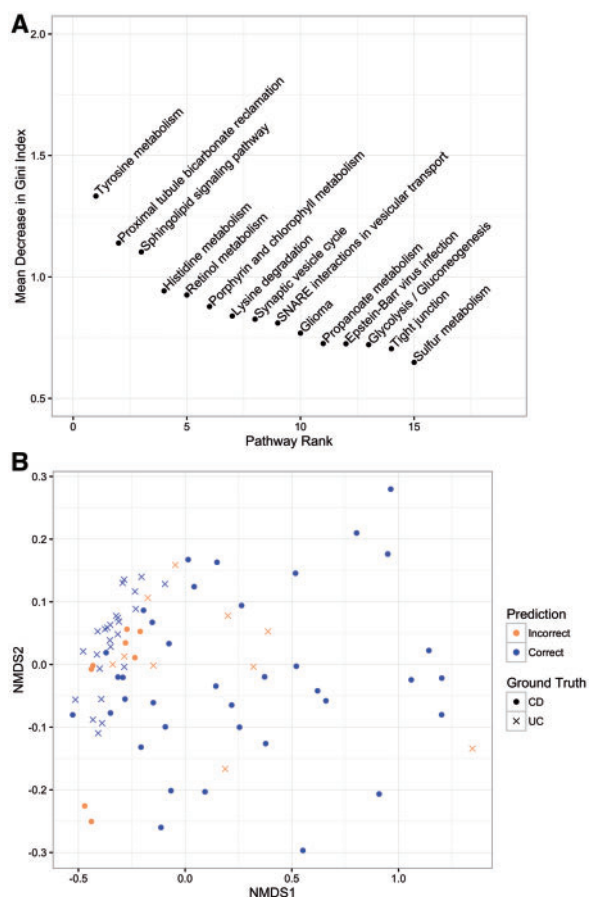 A
2.0
1.5
1.0
0.5
Mean Decrease in Gini Index
Tyrosine metabolism
Proximal tubule bicarbonate reclamation
Sphingolipid signaling pathway
Histidine metabolism
Retinol metabolism
Porphyrin and chlorophyll metabolism
Lysine degradation
Synaptic vesicle cycle
SNARE interactions in vesicular transport
Glioma
Propanoate metabolism
Epstein-Barr virus infection
Glycolysis / Gluconeogenesis
Tight junction
Sulfur metabolism
0
5
10
15
Pathway Rank
B
0.3
0.2
0.1
0.0
-0.1
-0.2
-0.3
NMDS2
-0.5
0.0
0.5
1.0
NMDS1
Prediction
Incorrect
Correct
Ground Truth
CD
UC